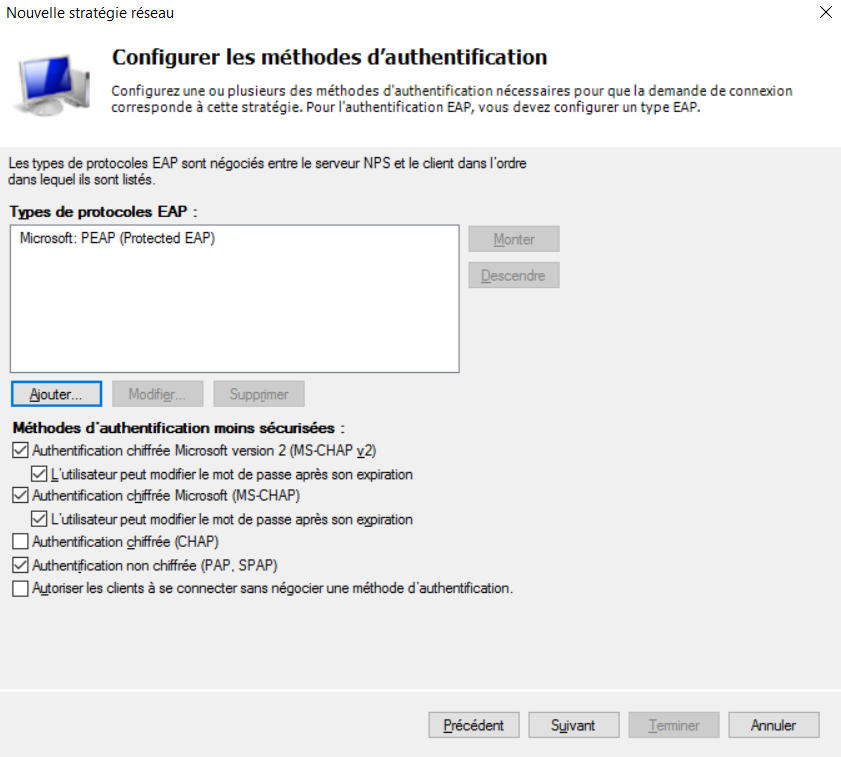 Nouvelle stratégie réseau
Configurer les méthodes d'authentification
Configurez une ou plusieurs des méthodes d'authentification nécessaires pour que la demande de connexion
corresponde à cette stratégie. Pour l'authentification EAP, vous devez configurer un type EAP.
Les types de protocoles EAP sont négociés entre le serveur NPS et le client dans l'ordre
dans lequel ils sont listés.
Types de protocoles EAP :
Microsoft: PEAP (Protected EAP)
Monter
Descendre
Ajouter... Modifier... Supprimer
Méthodes d'authentification moins sécurisées :
Authentification chiffrée Microsoft version 2 (MS-CHAP v2)
L'utilisateur peut modifier le mot de passe après son expiration
Authentification chiffrée Microsoft (MS-CHAP)
L'utilisateur peut modifier le mot de passe après son expiration
Authentification chiffrée (CHAP)
Authentification non chiffrée (PAP, SPAP)
Autoriser les clients à se connecter sans négocier une méthode d'authentification.
Précédent Suivant Terminer Annuler